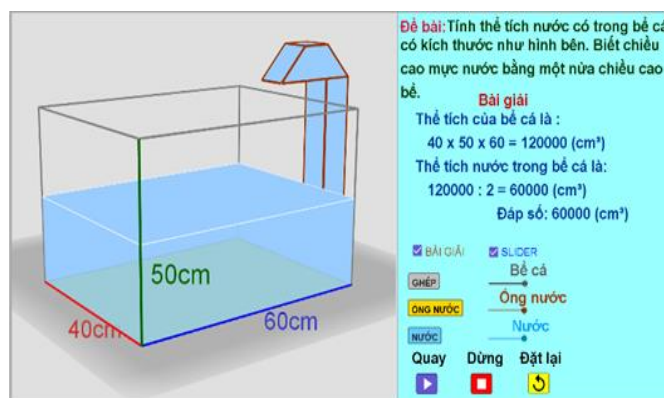 Đề bài: Tính thể tích nước có trong bể cá
có kích thước như hình bên. Biết chiều
cao mực nước bằng một nửa chiều cao
bể.
Bài giải
Thể tích của bể cá là :
40 x 50 x 60 = 120000 (cm³)
Thể tích nước trong bể cá là:
120000 : 2 = 60000 (cm³)
Đáp số: 60000 (cm³)
BÀI GIẢI
SLIDER
GHÉP
Bể cá
ỐNG NƯỚC
Ống nước
NƯỚC
Nước
Quay Dừng Đặt lại
50cm
40cm
60cm